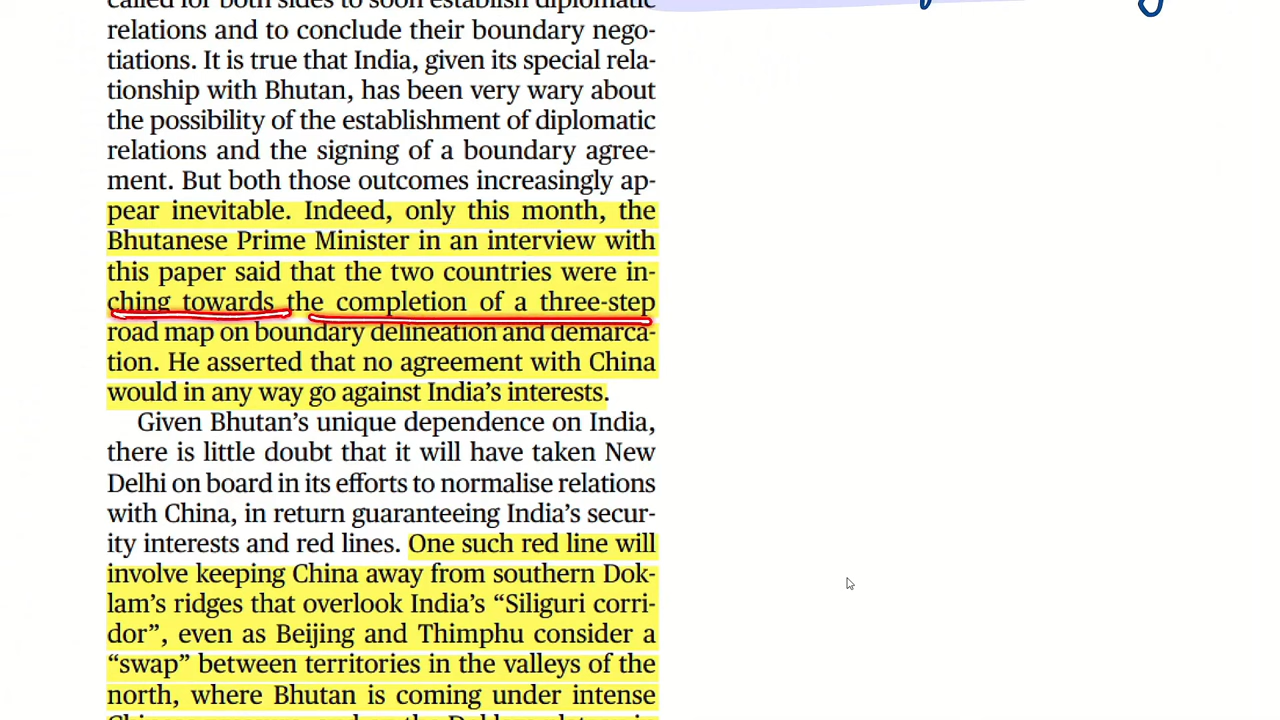 called for both sides to soon establish diplomatic
relations and to conclude their boundary nego-
tiations. It is true that India, given its special rela-
tionship with Bhutan, has been very wary about
the possibility of the establishment of diplomatic
relations and the signing of a boundary agree-
ment. But both those outcomes increasingly ap-
pear inevitable. Indeed, only this month, the
Bhutanese Prime Minister in an interview with
this paper said that the two countries were in-
ching towards the completion of a three-step
road map on boundary delineation and demarca-
tion. He asserted that no agreement with China
would in any way go against India’s interests.
Given Bhutan’s unique dependence on India,
there is little doubt that it will have taken New
Delhi on board in its efforts to normalise relations
with China, in return guaranteeing India’s secur-
ity interests and red lines. One such red line will
involve keeping China away from southern Dok-
lam’s ridges that overlook India’s “Siliguri corri-
dor”, even as Beijing and Thimphu consider a
“swap” between territories in the valleys of the
north, where Bhutan is coming under intense